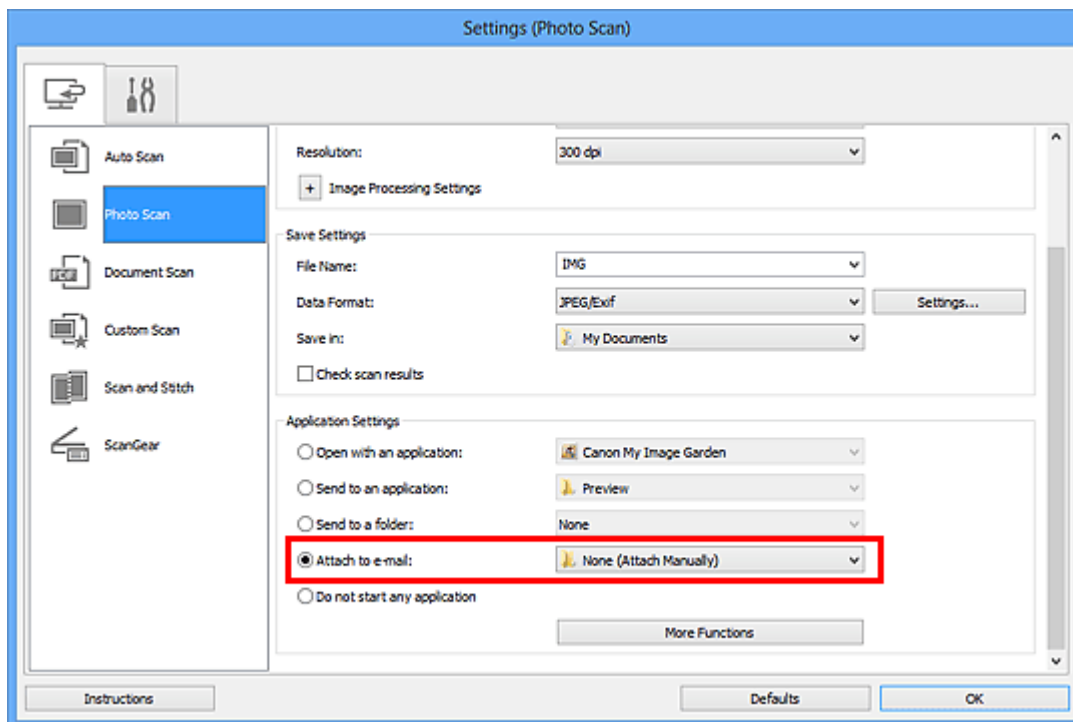 Settings (Photo Scan)
Auto Scan
Photo Scan
Document Scan
Custom Scan
Scan and Stitch
ScanGear
Resolution: 300 dpi
+ Image Processing Settings
Save Settings
File Name: IMG
Data Format: JPEG/Exif Settings...
Save in: My Documents
Check scan results
Application Settings
Open with an application: Canon My Image Garden
Send to an application: Preview
Send to a folder: None
Attach to e-mail: None (Attach Manually)
Do not start any application
More Functions
Instructions Defaults OK